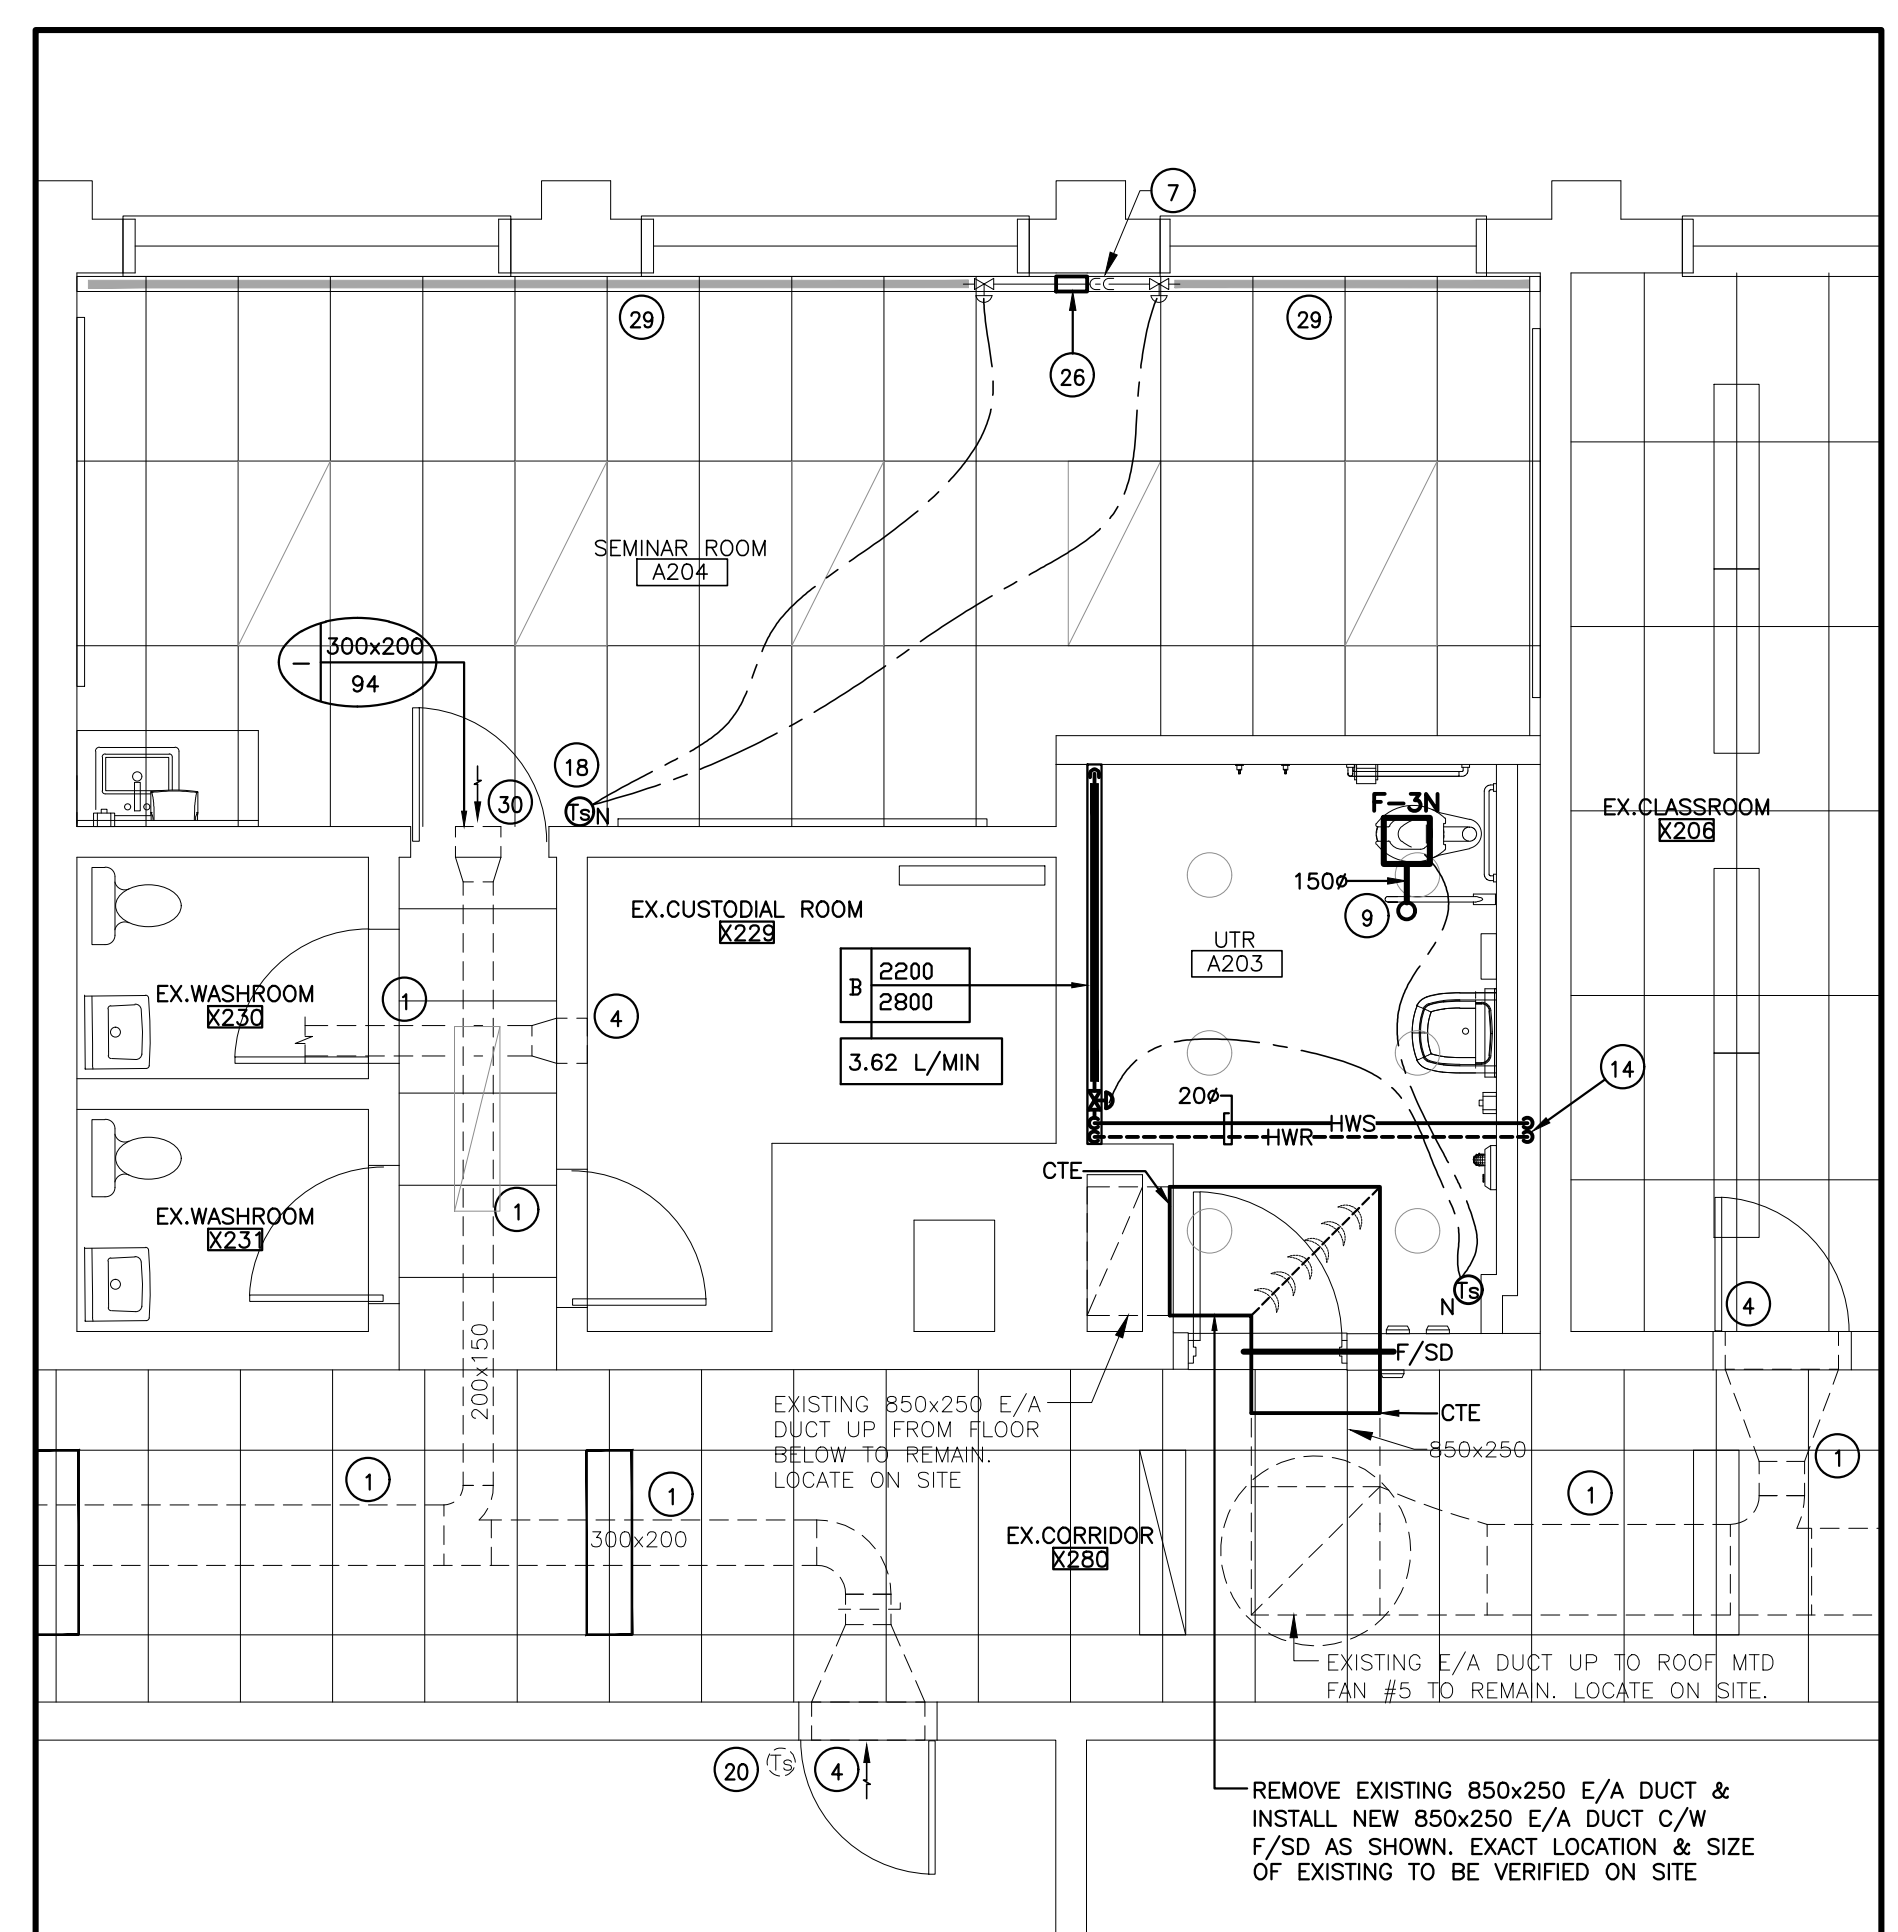 7
29
29
26
SEMINAR ROOM
A204
300x200
—
94
18
30
Ts N
F-3N
EX.CLASSROOM
X206
150ø
9
EX.CUSTODIAL ROOM
X229
UTR
A203
B
2200
2800
3.62 L/MIN
EX.WASHROOM
X230
1
4
14
20ø
HWS
HWR
CTE
EX.WASHROOM
X231
1
Ts
N
4
F/SD
200x150
EXISTING 850x250 E/A
DUCT UP FROM FLOOR
BELOW TO REMAIN.
LOCATE ON SITE
CTE
850x250
1
1
1
1
300x200
EX.CORRIDOR
X280
EXISTING E/A DUCT UP TO ROOF MTD
FAN #5 TO REMAIN. LOCATE ON SITE.
20
Ts
4
REMOVE EXISTING 850x250 E/A DUCT &
INSTALL NEW 850x250 E/A DUCT C/W
F/SD AS SHOWN. EXACT LOCATION & SIZE
OF EXISTING TO BE VERIFIED ON SITE